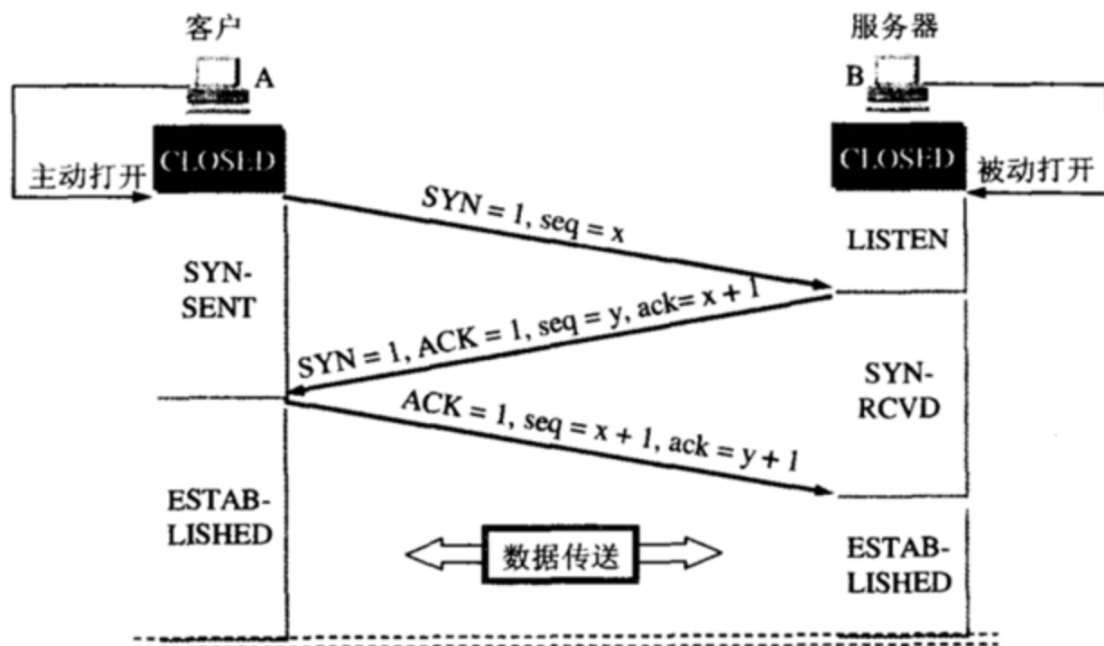 客户
服务器
A
B
CLOSED
CLOSED
主动打开
被动打开
SYN = 1, seq = x
LISTEN
SYN-
SENT
SYN = 1, ACK = 1, seq = y, ack= x + 1
SYN-
RCVD
ACK = 1, seq = x + 1, ack = y + 1
ESTAB-
LISHED
数据传送
ESTAB-
LISHED